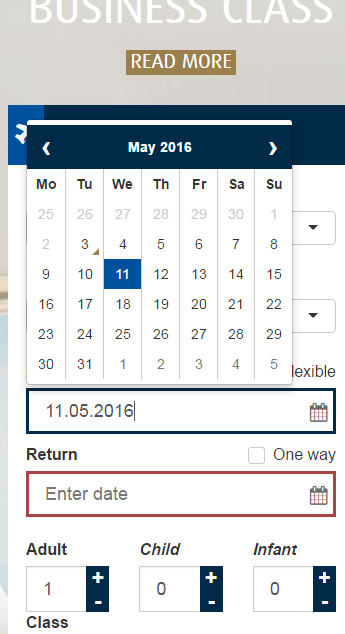 BUSINESS CLASS
READ MORE
‹ May 2016 ›
Mo Tu We Th Fr Sa Su
25 26 27 28 29 30 1
2 3 4 5 6 7 8
9 10 11 12 13 14 15
16 17 18 19 20 21 22
23 24 25 26 27 28 29
30 31 1 2 3 4 5
lexible
11.05.2016
Return One way
Enter date
Adult Child Infant
1 + - 0 + - 0 + -
Class